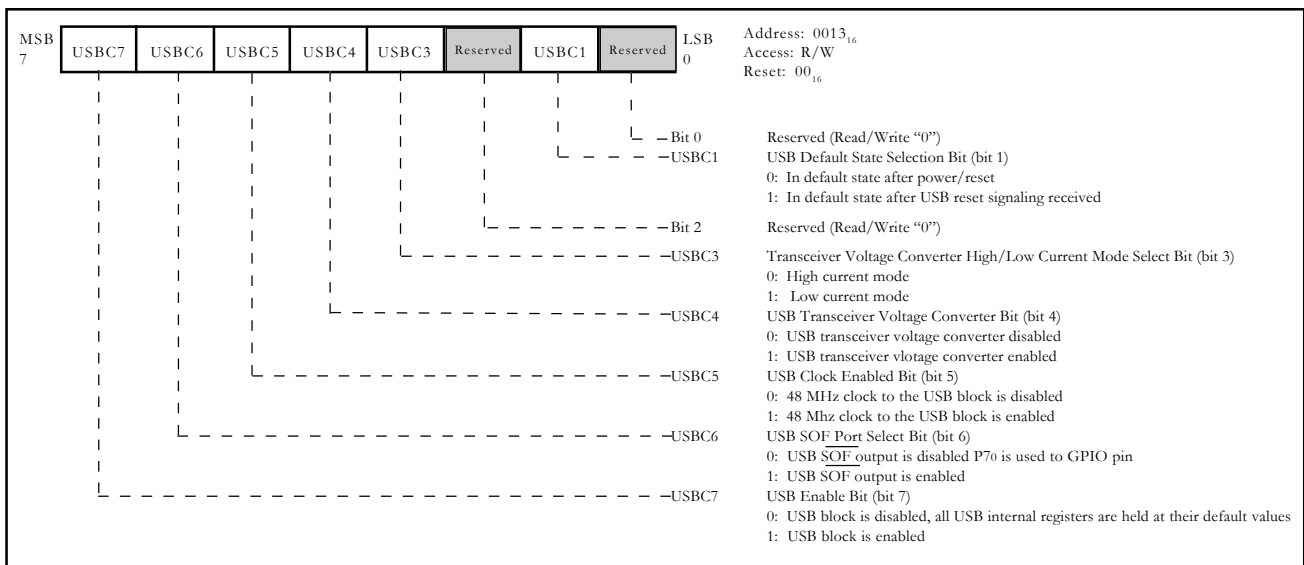 MSB
7
USBC7 USBC6 USBC5 USBC4 USBC3 Reserved USBC1 Reserved
LSB
0
Address: 0013₁₆
Access: R/W
Reset: 00₁₆
Bit 0 Reserved (Read/Write “0”)
USBC1 USB Default State Selection Bit (bit 1)
0: In default state after power/reset
1: In default state after USB reset signaling received
Bit 2 Reserved (Read/Write “0”)
USBC3 Transceiver Voltage Converter High/Low Current Mode Select Bit (bit 3)
0: High current mode
1: Low current mode
USBC4 USB Transceiver Voltage Converter Bit (bit 4)
0: USB transceiver voltage converter disabled
1: USB transceiver vlotage converter enabled
USBC5 USB Clock Enabled Bit (bit 5)
0: 48 MHz clock to the USB block is disabled
1: 48 Mhz clock to the USB block is enabled
USBC6 USB SOF Port Select Bit (bit 6)
0: USB SOF output is disabled P70 is used to GPIO pin
1: USB SOF output is enabled
USBC7 USB Enable Bit (bit 7)
0: USB block is disabled, all USB internal registers are held at their default values
1: USB block is enabled